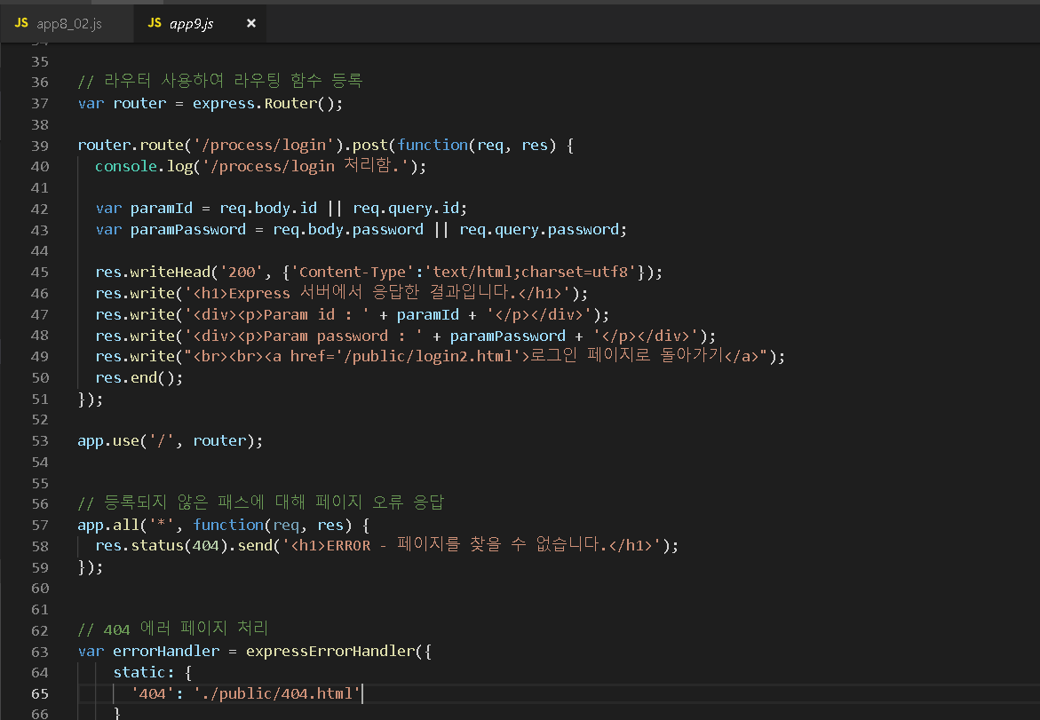 JS app8_02.js JS app9.js ×
34
35
36 // 라우터 사용하여 라우팅 함수 등록
37 var router = express.Router();
38
39 router.route('/process/login').post(function(req, res) {
40 console.log('/process/login 처리함.');
41
42 var paramId = req.body.id || req.query.id;
43 var paramPassword = req.body.password || req.query.password;
44
45 res.writeHead('200', {'Content-Type':'text/html;charset=utf8'});
46 res.write('<h1>Express 서버에서 응답한 결과입니다.</h1>');
47 res.write('<div><p>Param id : ' + paramId + '</p></div>');
48 res.write('<div><p>Param password : ' + paramPassword + '</p></div>');
49 res.write("<br><br><a href='/public/login2.html'>로그인 페이지로 돌아가기</a>");
50 res.end();
51 });
52
53 app.use('/', router);
54
55
56 // 등록되지 않은 패스에 대해 페이지 오류 응답
57 app.all('*', function(req, res) {
58 res.status(404).send('<h1>ERROR - 페이지를 찾을 수 없습니다.</h1>');
59 });
60
61
62 // 404 에러 페이지 처리
63 var errorHandler = expressErrorHandler({
64 static: {
65 '404': './public/404.html'
66 }